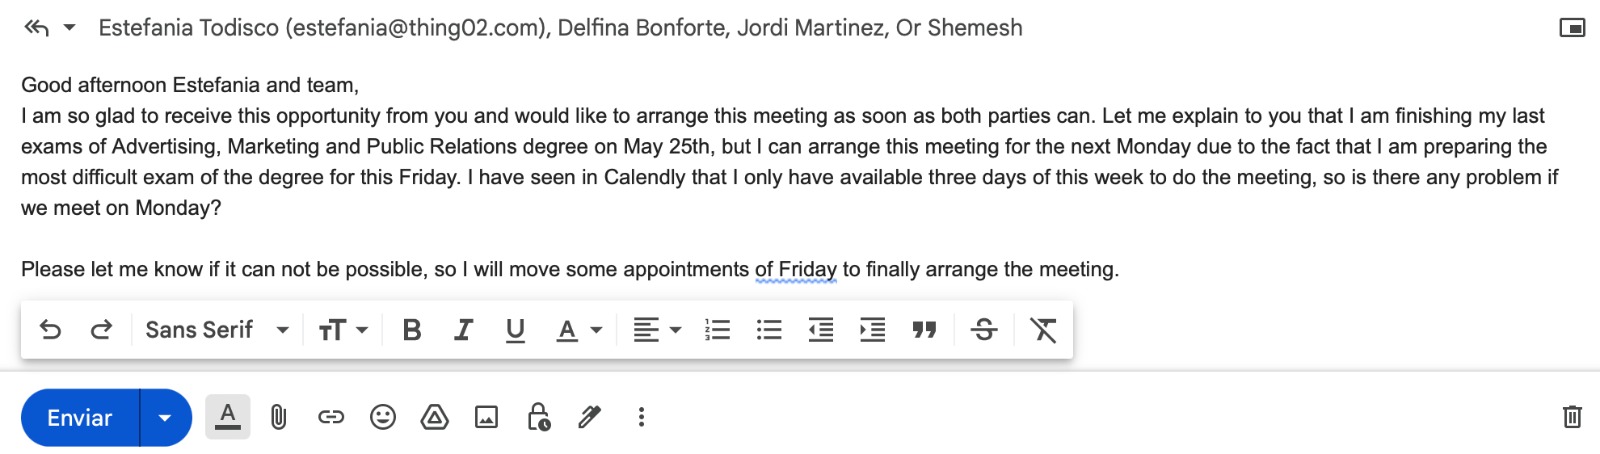 Estefania Todisco (estefania@thing02.com), Delfina Bonforte, Jordi Martinez, Or Shemesh
Good afternoon Estefania and team,
I am so glad to receive this opportunity from you and would like to arrange this meeting as soon as both parties can. Let me explain to you that I am finishing my last
exams of Advertising, Marketing and Public Relations degree on May 25th, but I can arrange this meeting for the next Monday due to the fact that I am preparing the
most difficult exam of the degree for this Friday. I have seen in Calendly that I only have available three days of this week to do the meeting, so is there any problem if
we meet on Monday?
Please let me know if it can not be possible, so I will move some appointments of Friday to finally arrange the meeting.
Sans Serif
Enviar